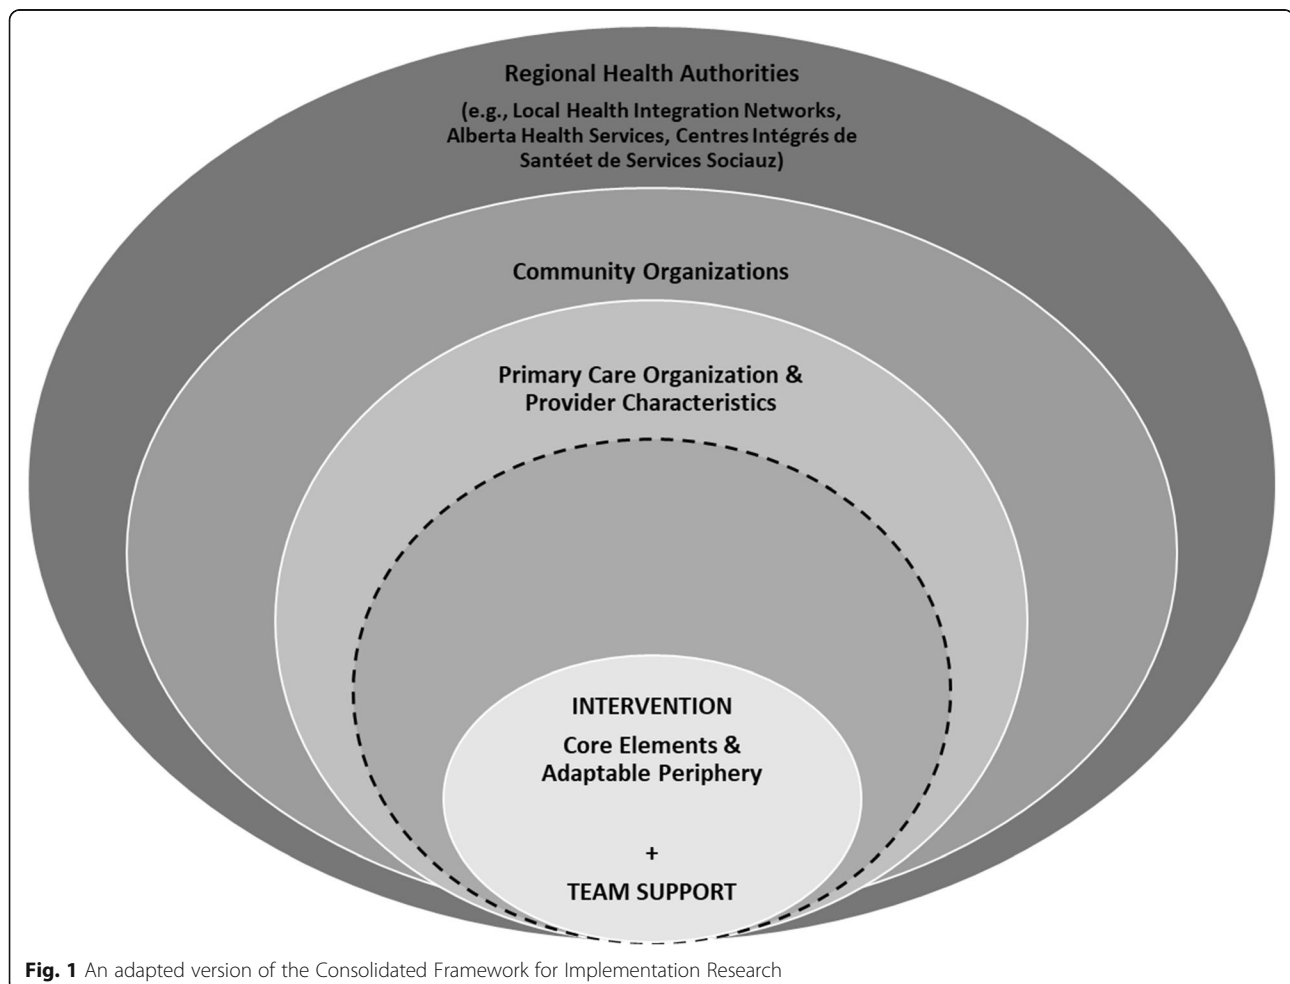 Regional Health Authorities
(e.g., Local Health Integration Networks,
Alberta Health Services, Centres Intégrés de
Santéet de Services Sociauz)
Community Organizations
Primary Care Organization &
Provider Characteristics
INTERVENTION
Core Elements &
Adaptable Periphery
+
TEAM SUPPORT
Fig. 1 An adapted version of the Consolidated Framework for Implementation Research